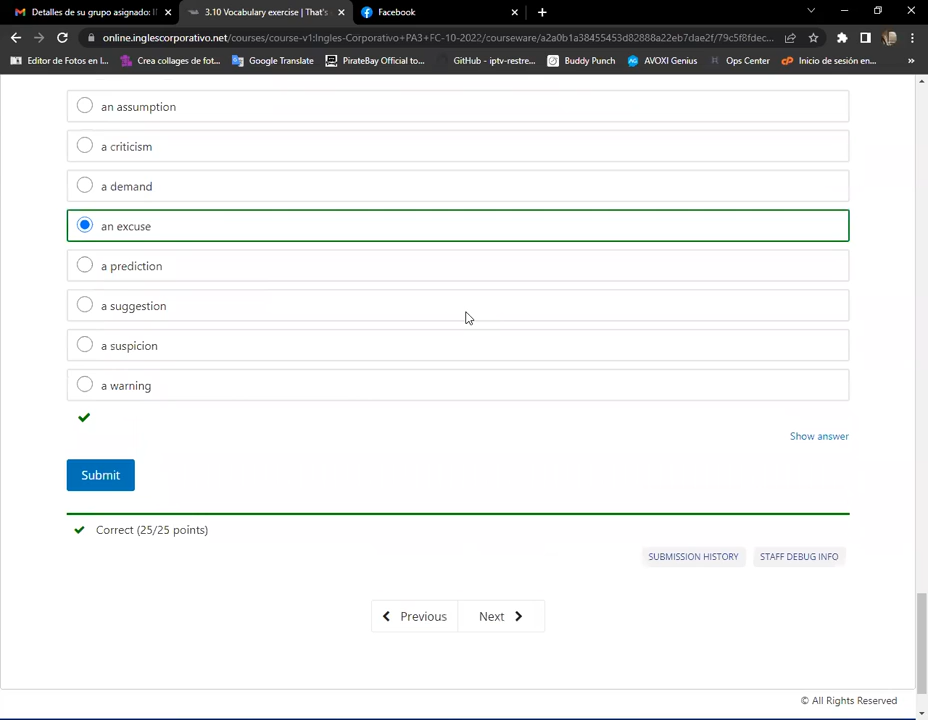 Detalles de su grupo asignado: IN
3.10 Vocabulary exercise | That's
Facebook
online.inglescorporativo.net/courses/course-v1:Ingles-Corporativo+PA3+FC-10-2022/courseware/a2a0b1a38455453d82888a22eb7dae2f/79c5f8fdec...
Editor de Fotos en l...
Crea collages de fot...
Google Translate
PirateBay Official to...
GitHub - iptv-restre...
Buddy Punch
AVOXI Genius
Ops Center
Inicio de sesión en...
an assumption
a criticism
a demand
an excuse
a prediction
a suggestion
a suspicion
a warning
Show answer
Submit
Correct (25/25 points)
SUBMISSION HISTORY
STAFF DEBUG INFO
Previous
Next
© All Rights Reserved